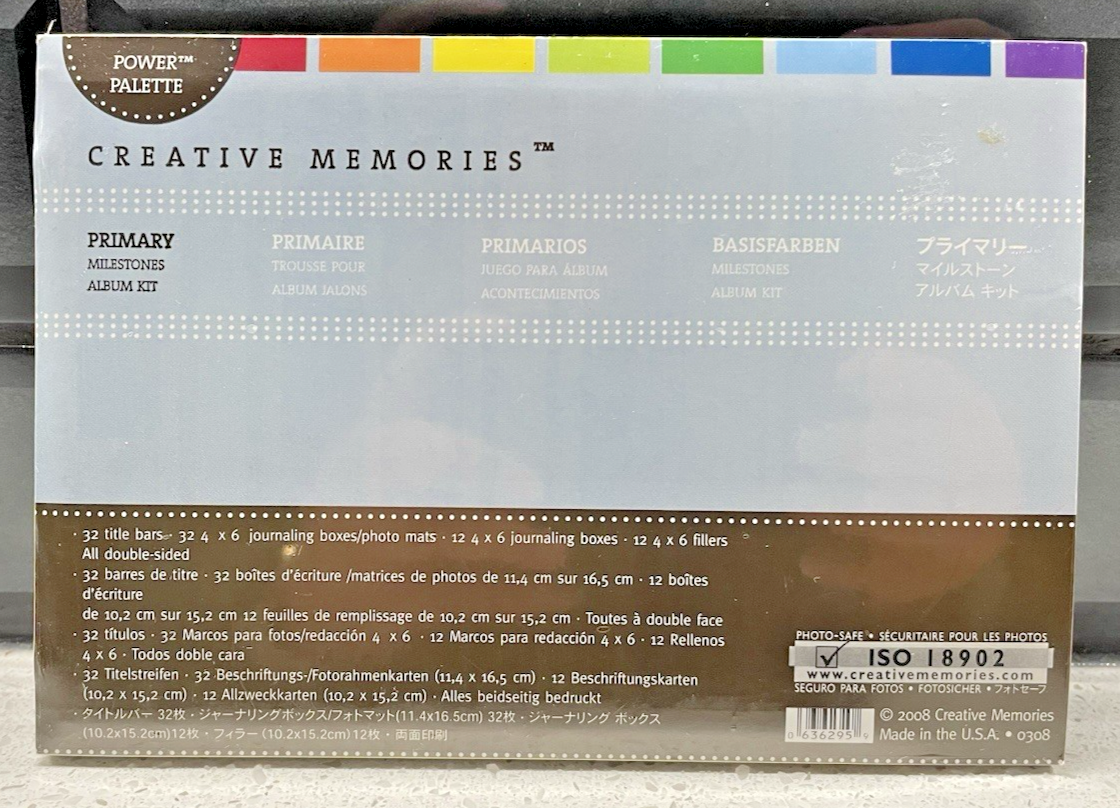 POWER™
PALETTE
CREATIVE MEMORIES™
PRIMARY
MILESTONES
ALBUM KIT
PRIMAIRE
TROUSSE POUR
ALBUM JALONS
PRIMARIOS
JUEGO PARA ÁLBUM
ACONTECIMIENTOS
BASISFARBEN
MILESTONES
ALBUM KIT
プライマリー
マイルストーン
アルバム キット
· 32 title bars · 32 4 x 6 journaling boxes/photo mats · 12 4 x 6 journaling boxes · 12 4 x 6 fillers
All double-sided
· 32 barres de titre · 32 boîtes d'écriture /matrices de photos de 11,4 cm sur 16,5 cm · 12 boîtes
d'écriture
de 10,2 cm sur 15,2 cm 12 feuilles de remplissage de 10,2 cm sur 15,2 cm · Toutes à double face
· 32 títulos · 32 Marcos para fotos/redacción 4 x 6 · 12 Marcos para redacción 4 x 6 · 12 Rellenos
4 x 6 · Todos doble cara
· 32 Titelstreifen · 32 Beschriftungs-/Fotorahmenkarten (11,4 x 16,5 cm) · 12 Beschriftungskarten
(10,2 x 15,2 cm) · 12 Allzweckkarten (10,2 x 15,2 cm) · Alles beidseitig bedruckt
· タイトルバー 32枚 · ジャーナリングボックス/フォトマット(11.4x16.5cm) 32枚 · ジャーナリング ボックス
(10.2x15.2cm)12枚 · フィラー (10.2x15.2cm)12枚 · 両面印刷
PHOTO-SAFE • SÉCURITAIRE POUR LES PHOTOS
ISO 18902
www.creativememories.com
SEGURO PARA FOTOS • FOTOSICHER • フォトセーフ
0 636295 9
© 2008 Creative Memories
Made in the U.S.A. • 0308